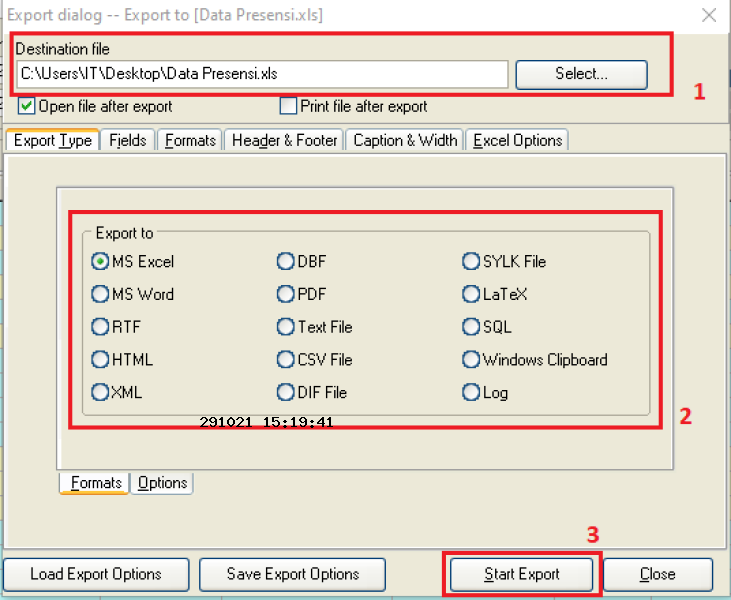 Export dialog -- Export to [Data Presensi.xls]
Destination file
C:\Users\IT\Desktop\Data Presensi.xls
Select...
1
Open file after export
Print file after export
Export Type Fields Formats Header & Footer Caption & Width Excel Options
Export to
MS Excel DBF SYLK File
MS Word PDF LaTeX
RTF Text File SQL
HTML CSV File Windows Clipboard
XML DIF File Log
291021 15:19:41
2
Formats Options
3
Load Export Options Save Export Options Start Export Close